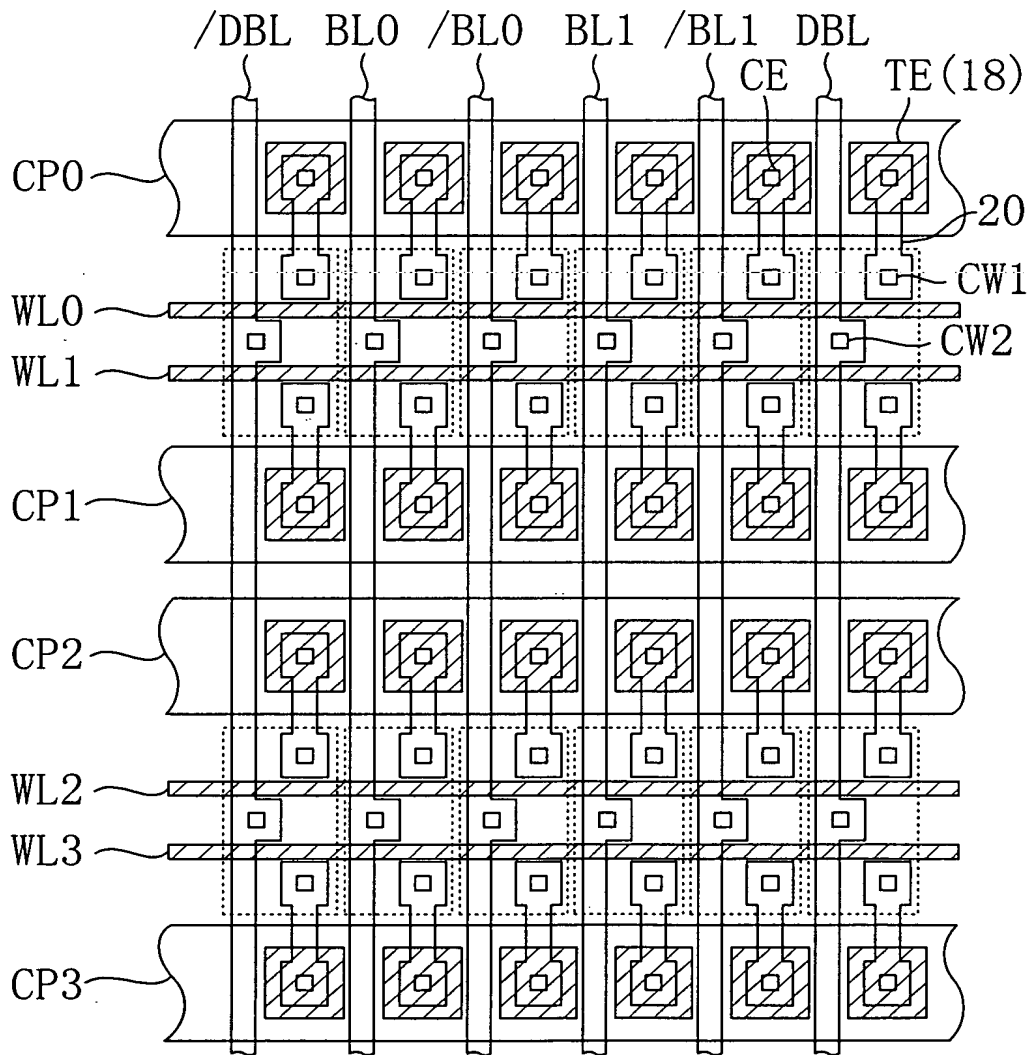 /DBL BL0 /BL0 BL1 /BL1 DBL
CE TE(18)
CP0
20
CW1
WL0
CW2
WL1
CP1
CP2
WL2
WL3
CP3